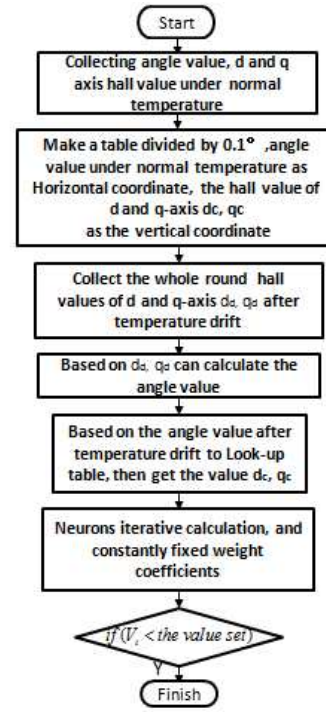 Start
Collecting angle value, d and q
axis hall value under normal
temperature
Make a table divided by 0.1° ,angle
value under normal temperature as
Horizontal coordinate, the hall value of
d and q-axis dc, qc
as the vertical coordinate
Collect the whole round hall
values of d and q-axis dd, qd after
temperature drift
Based on dd, qd can calculate the
angle value
Based on the angle value after
temperature drift to Look-up
table, then get the value dc, qc
Neurons iterative calculation, and
constantly fixed weight
coefficients
if(Vi < the value set)
Y
Finish